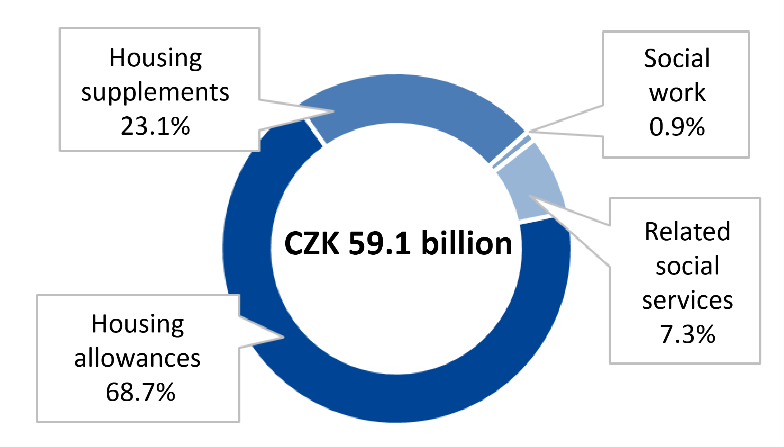 Housing
supplements
23.1%
Social
work
0.9%
CZK 59.1 billion
Related
social
services
7.3%
Housing
allowances
68.7%